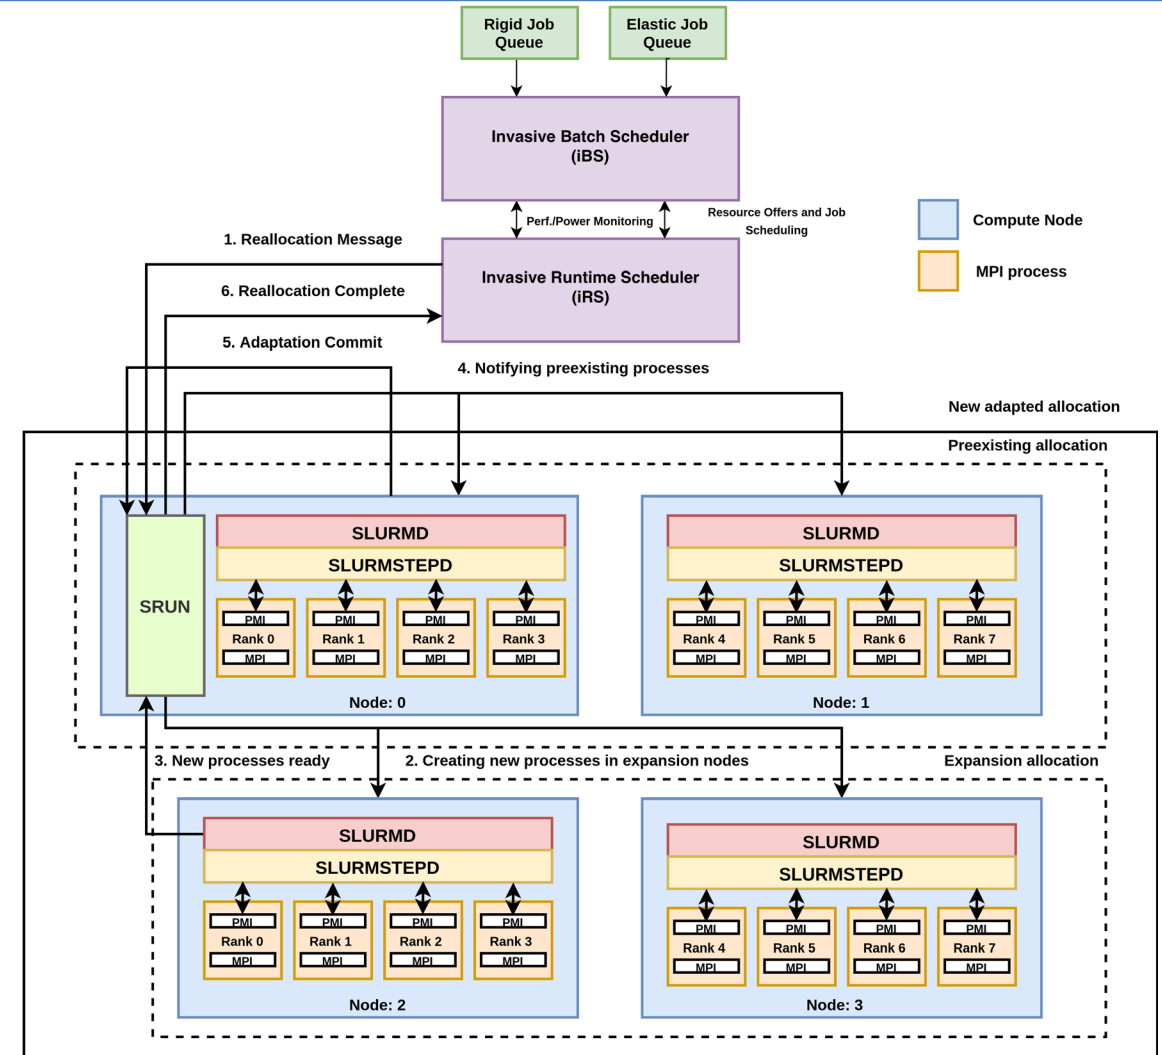 Rigid Job
Queue
Elastic Job
Queue
Invasive Batch Scheduler
(iBS)
Perf./Power Monitoring
Resource Offers and Job
Scheduling
Compute Node
MPI process
1. Reallocation Message
Invasive Runtime Scheduler
(iRS)
6. Reallocation Complete
5. Adaptation Commit
4. Notifying preexisting processes
New adapted allocation
Preexisting allocation
SRUN
SLURMD
SLURMSTEPD
PMI
Rank 0
MPI
PMI
Rank 1
MPI
PMI
Rank 2
MPI
PMI
Rank 3
MPI
Node: 0
SLURMD
SLURMSTEPD
PMI
Rank 4
MPI
PMI
Rank 5
MPI
PMI
Rank 6
MPI
PMI
Rank 7
MPI
Node: 1
3. New processes ready
2. Creating new processes in expansion nodes
Expansion allocation
SLURMD
SLURMSTEPD
PMI
Rank 0
MPI
PMI
Rank 1
MPI
PMI
Rank 2
MPI
PMI
Rank 3
MPI
Node: 2
SLURMD
SLURMSTEPD
PMI
Rank 4
MPI
PMI
Rank 5
MPI
PMI
Rank 6
MPI
PMI
Rank 7
MPI
Node: 3